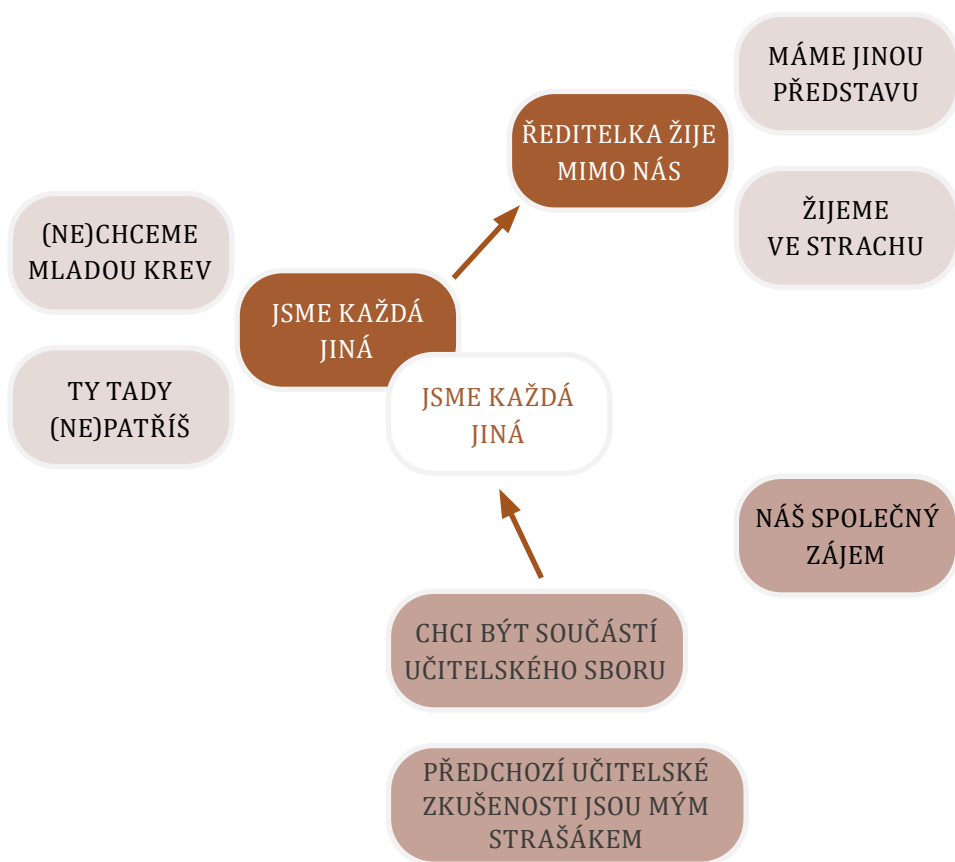 MÁME JINOU
PŘEDSTAVU
ŘEDITELKA ŽIJE
MIMO NÁS
ŽIJEME
VE STRACHU
(NE)CHCEME
MLADOU KREV
JSME KAŽDÁ
JINÁ
TY TADY
(NE)PATŘÍŠ
JSME KAŽDÁ
JINÁ
NÁŠ SPOLEČNÝ
ZÁJEM
CHCI BÝT SOUČÁSTÍ
UČITELSKÉHO SBORU
PŘEDCHOZÍ UČITELSKÉ
ZKUŠENOSTI JSOU MÝM
STRAŠÁKEM